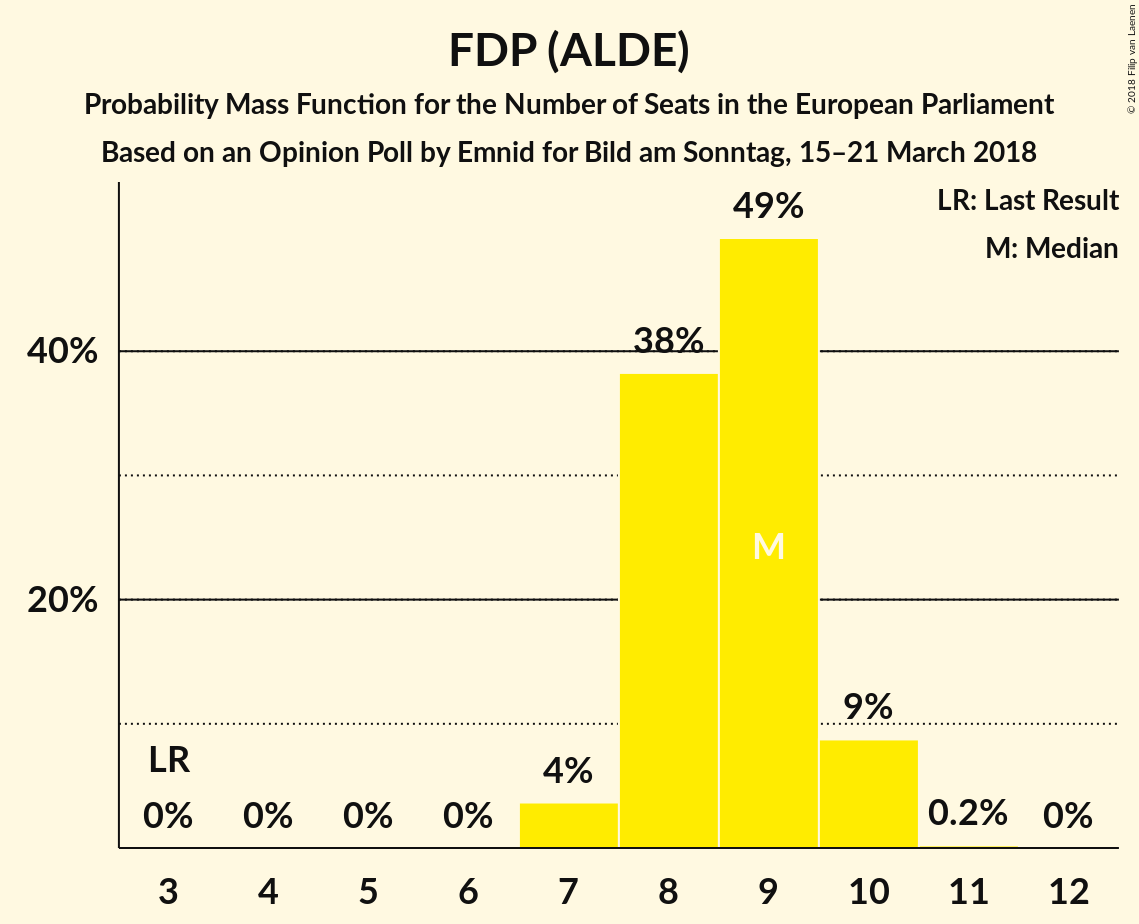 FDP (ALDE)
Probability Mass Function for the Number of Seats in the European Parliament
Based on an Opinion Poll by Emnid for Bild am Sonntag, 15–21 March 2018
© 2018 Filip van Laenen
LR: Last Result
M: Median
49%
38%
40%
M
20%
9%
LR
4%
0% 0% 0% 0% 0.2% 0%
3 4 5 6 7 8 9 10 11 12